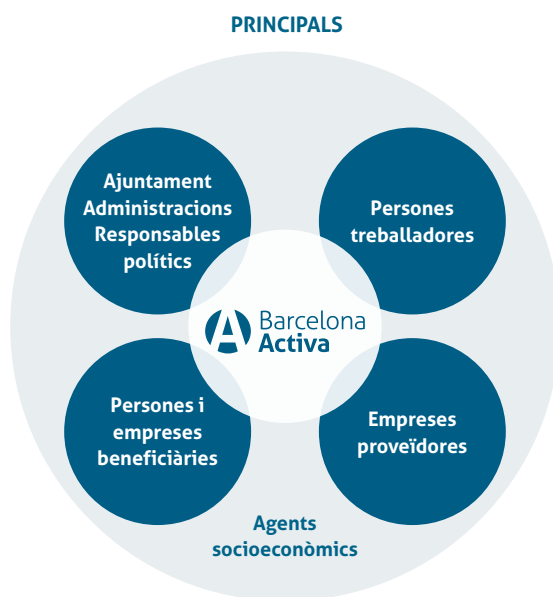 PRINCIPALS
Ajuntament
Administracions
Responsables
polítics
Persones
treballadores
Barcelona
Activa
Persones i
empreses
beneficiàries
Empreses
proveïdores
Agents
socioeconòmics